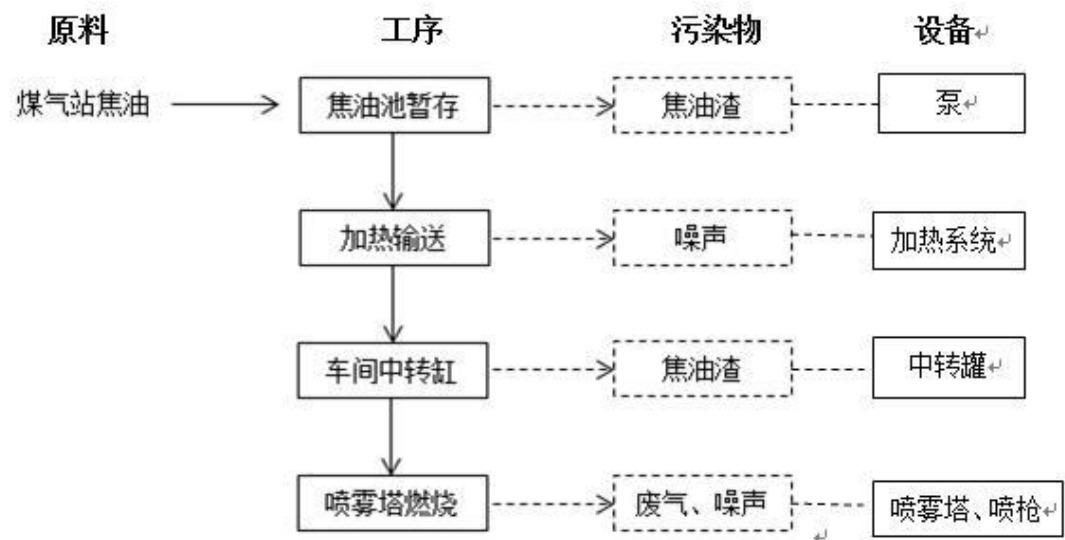 原料 工序 污染物 设备
煤气站焦油 焦油池暂存 焦油渣 泵
加热输送 噪声 加热系统
车间中转缸 焦油渣 中转罐
喷雾塔燃烧 废气、噪声 喷雾塔、喷枪